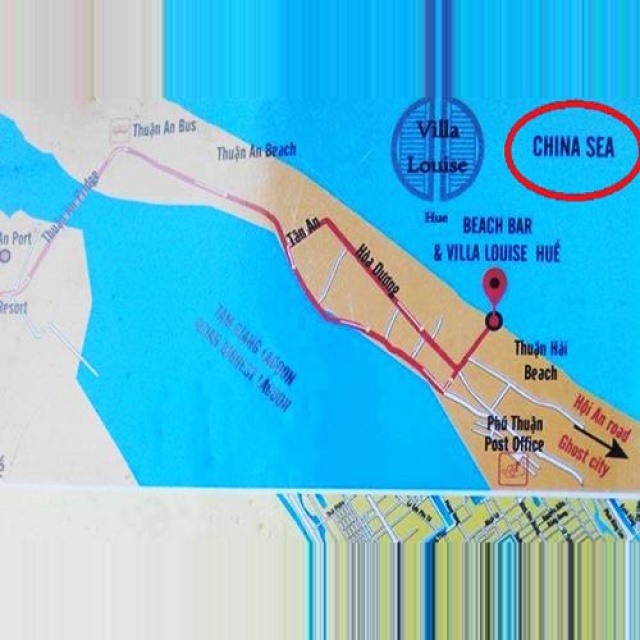 Thuận An Bus
Thuận An Beach
Villa
Louise
Hue
CHINA SEA
BEACH BAR
& VILLA LOUISE HUẾ
An Port
Resort
Tân An
Hòa Duong
TAM GIANG LAGOON
Thuận Hải
Beach
Hội An road
Ghost city
Phú Thuận
Post Office